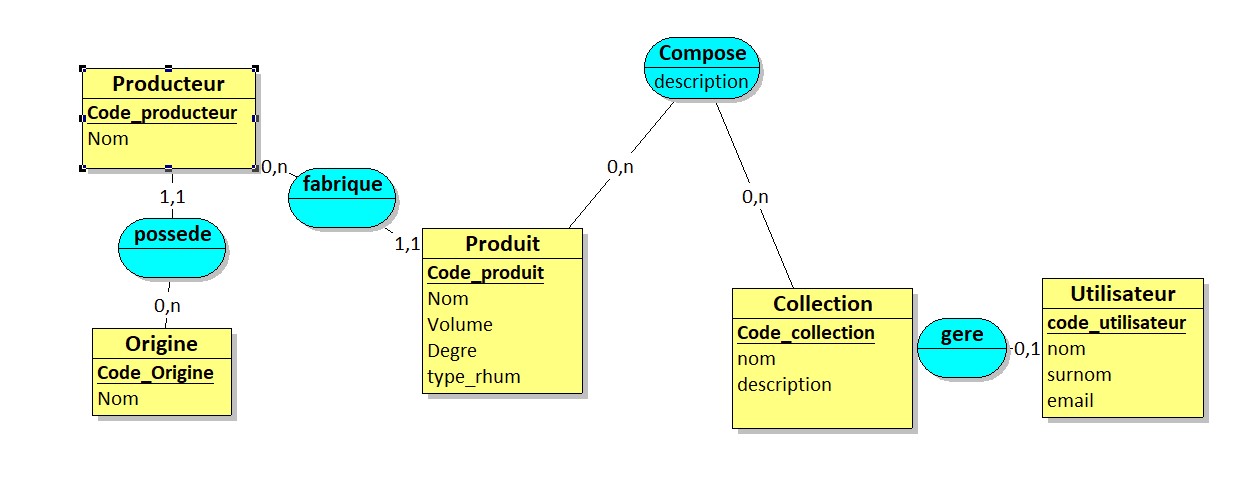 Compose
description
Producteur
Code_producteur
Nom
0,n
0,n
fabrique
1,1
0,n
possede
1,1
Produit
Code_produit
Nom
Volume
Degre
type_rhum
0,n
Origine
Code_Origine
Nom
Collection
Code_collection
nom
description
gere
0,1
Utilisateur
code_utilisateur
nom
surnom
email